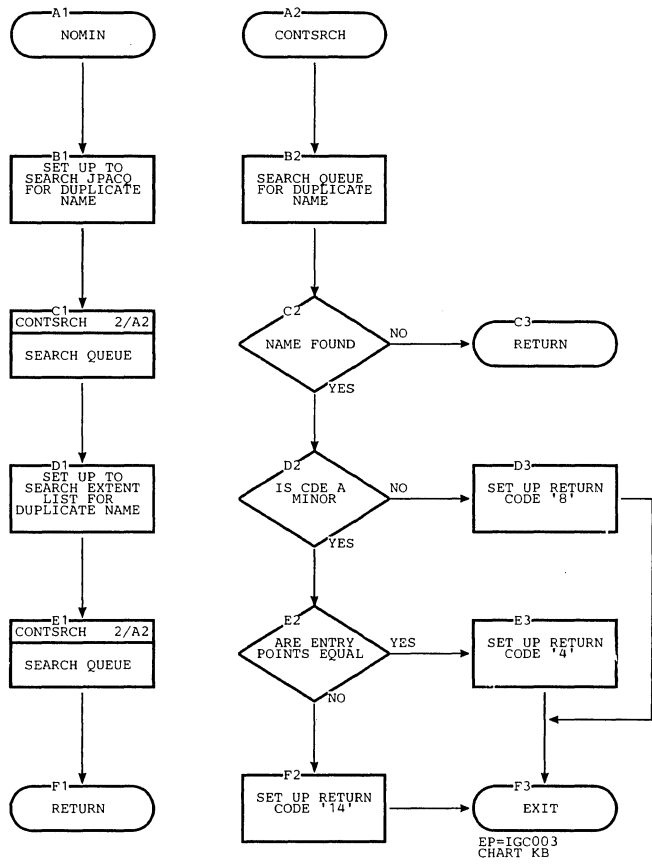 A1
NOMIN
B1
SET UP TO
SEARCH JPACQ
FOR DUPLICATE
NAME
C1
CONTSRCH 2/A2
SEARCH QUEUE
D1
SET UP TO
SEARCH EXTENT
LIST FOR
DUPLICATE NAME
E1
CONTSRCH 2/A2
SEARCH QUEUE
F1
RETURN
A2
CONTSRCH
B2
SEARCH QUEUE
FOR DUPLICATE
NAME
C2
NAME FOUND
NO
YES
C3
RETURN
D2
IS CDE A
MINOR
NO
YES
D3
SET UP RETURN
CODE '8'
E2
ARE ENTRY
POINTS EQUAL
YES
NO
E3
SET UP RETURN
CODE '4'
F2
SET UP RETURN
CODE '14'
F3
EXIT
EP=IGC003
CHART KB